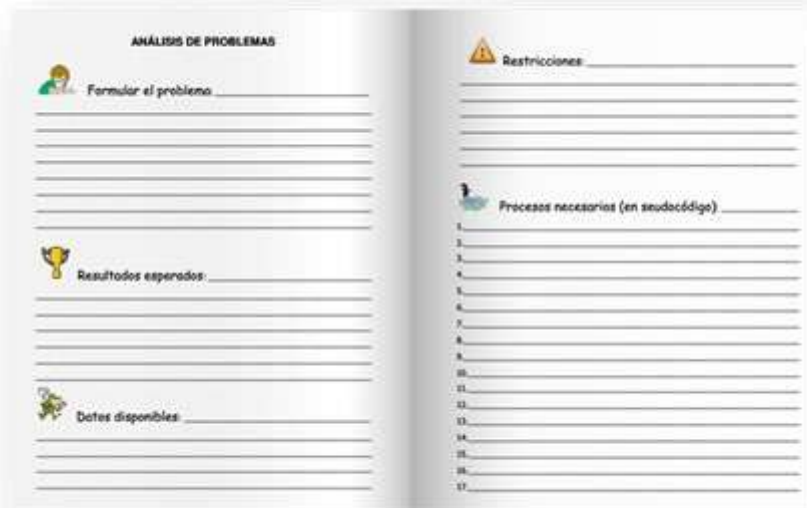 ANÁLISIS DE PROBLEMAS
Formular el problema
Resultados esperados:
Datos disponibles:
Restricciones:
Procesos necesarios (en seudocódigo)
1.
2.
3.
4.
5.
6.
7.
8.
9.
10.
11.
12.
13.
14.
15.
16.
17.